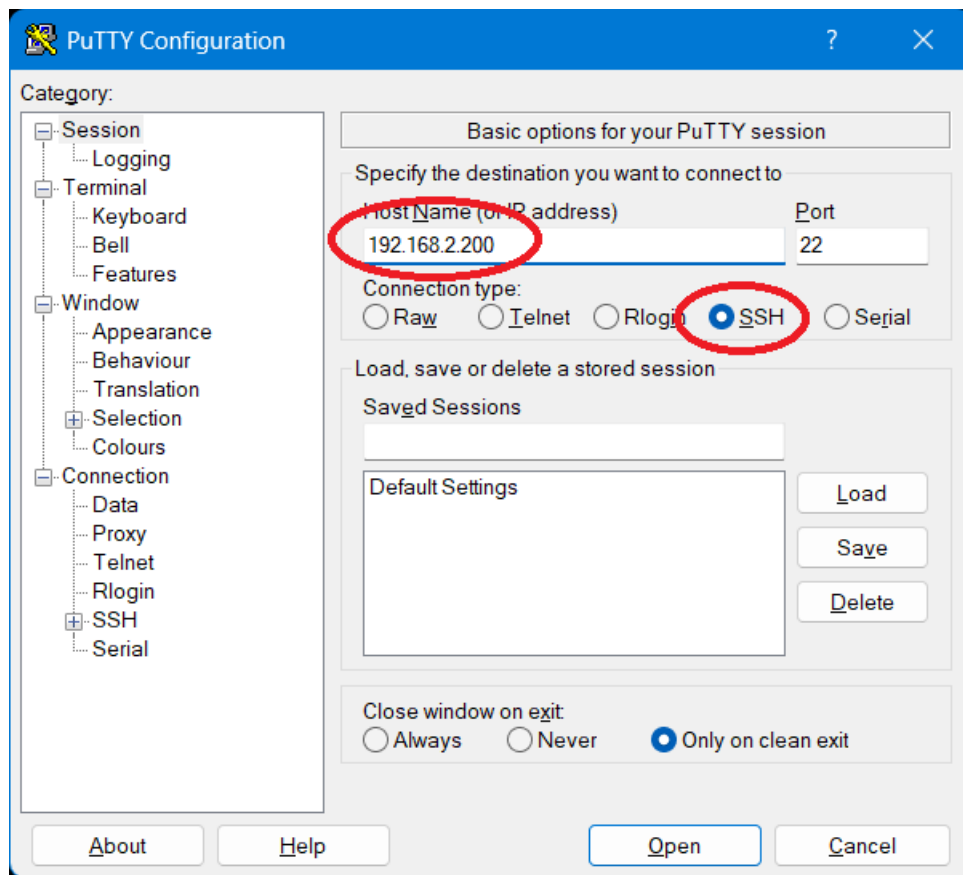 PuTTY Configuration
?
Category:
Session
Logging
Terminal
Keyboard
Bell
Features
Window
Appearance
Behaviour
Translation
Selection
Colours
Connection
Data
Proxy
Telnet
Rlogin
SSH
Serial
Basic options for your PuTTY session
Specify the destination you want to connect to
Host Name (or IP address) Port
192.168.2.200 22
Connection type:
Raw Telnet Rlogin SSH Serial
Load, save or delete a stored session
Saved Sessions
Default Settings
Load
Save
Delete
Close window on exit:
Always Never Only on clean exit
About Help Open Cancel